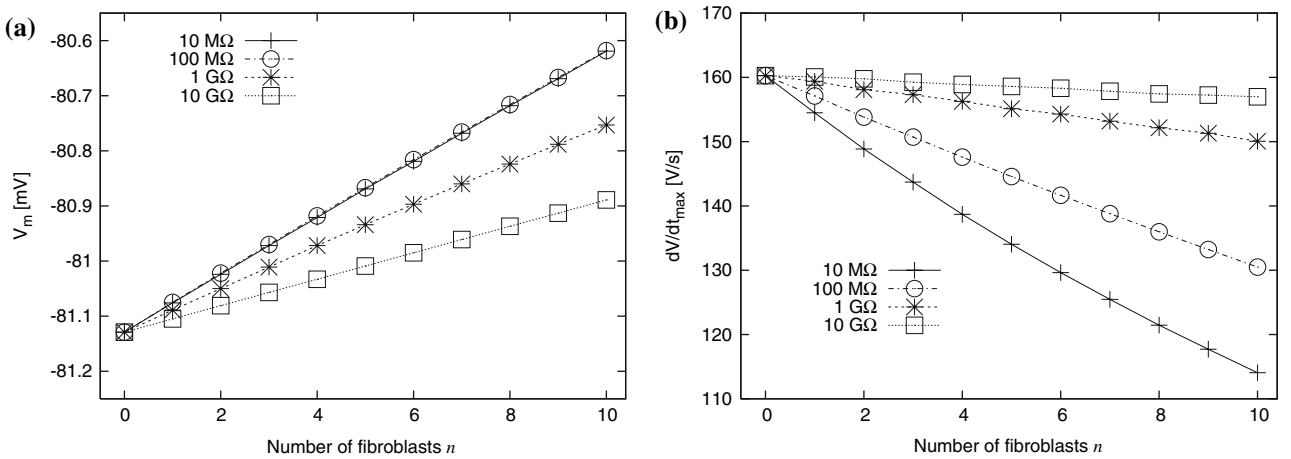 (a)
-80.6
-80.7
-80.8
-80.9
-81
-81.1
-81.2
V_m [mV]
10 MΩ
100 MΩ
1 GΩ
10 GΩ
0 2 4 6 8 10
Number of fibroblasts n
(b)
170
160
150
140
130
120
110
dV/dt_max [V/s]
10 MΩ
100 MΩ
1 GΩ
10 GΩ
0 2 4 6 8 10
Number of fibroblasts n